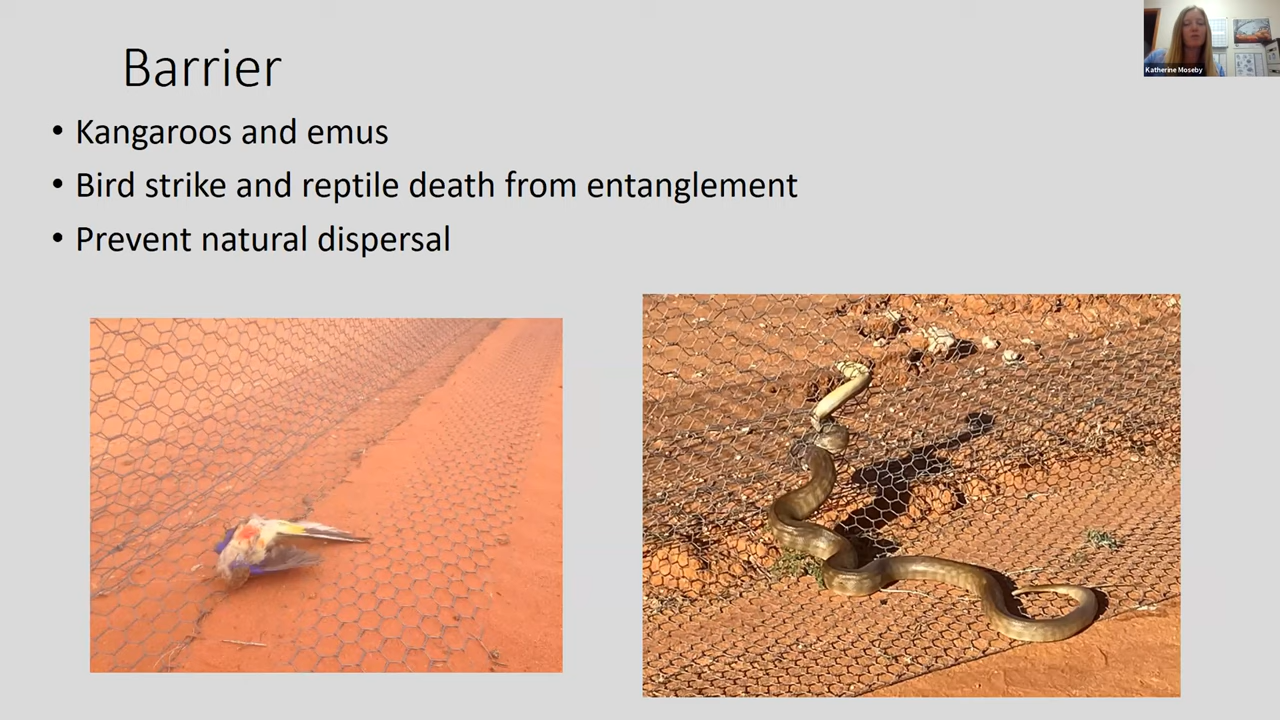 Barrier
• Kangaroos and emus
• Bird strike and reptile death from entanglement
• Prevent natural dispersal
Katherine Moseby